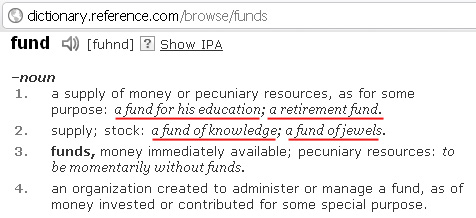 dictionary.reference.com/browse/funds
fund [fuhnd] ? Show IPA
–noun
1. a supply of money or pecuniary resources, as for some
purpose: a fund for his education; a retirement fund.
2. supply; stock: a fund of knowledge; a fund of jewels.
3. funds, money immediately available; pecuniary resources: to
be momentarily without funds.
4. an organization created to administer or manage a fund, as of
money invested or contributed for some special purpose.